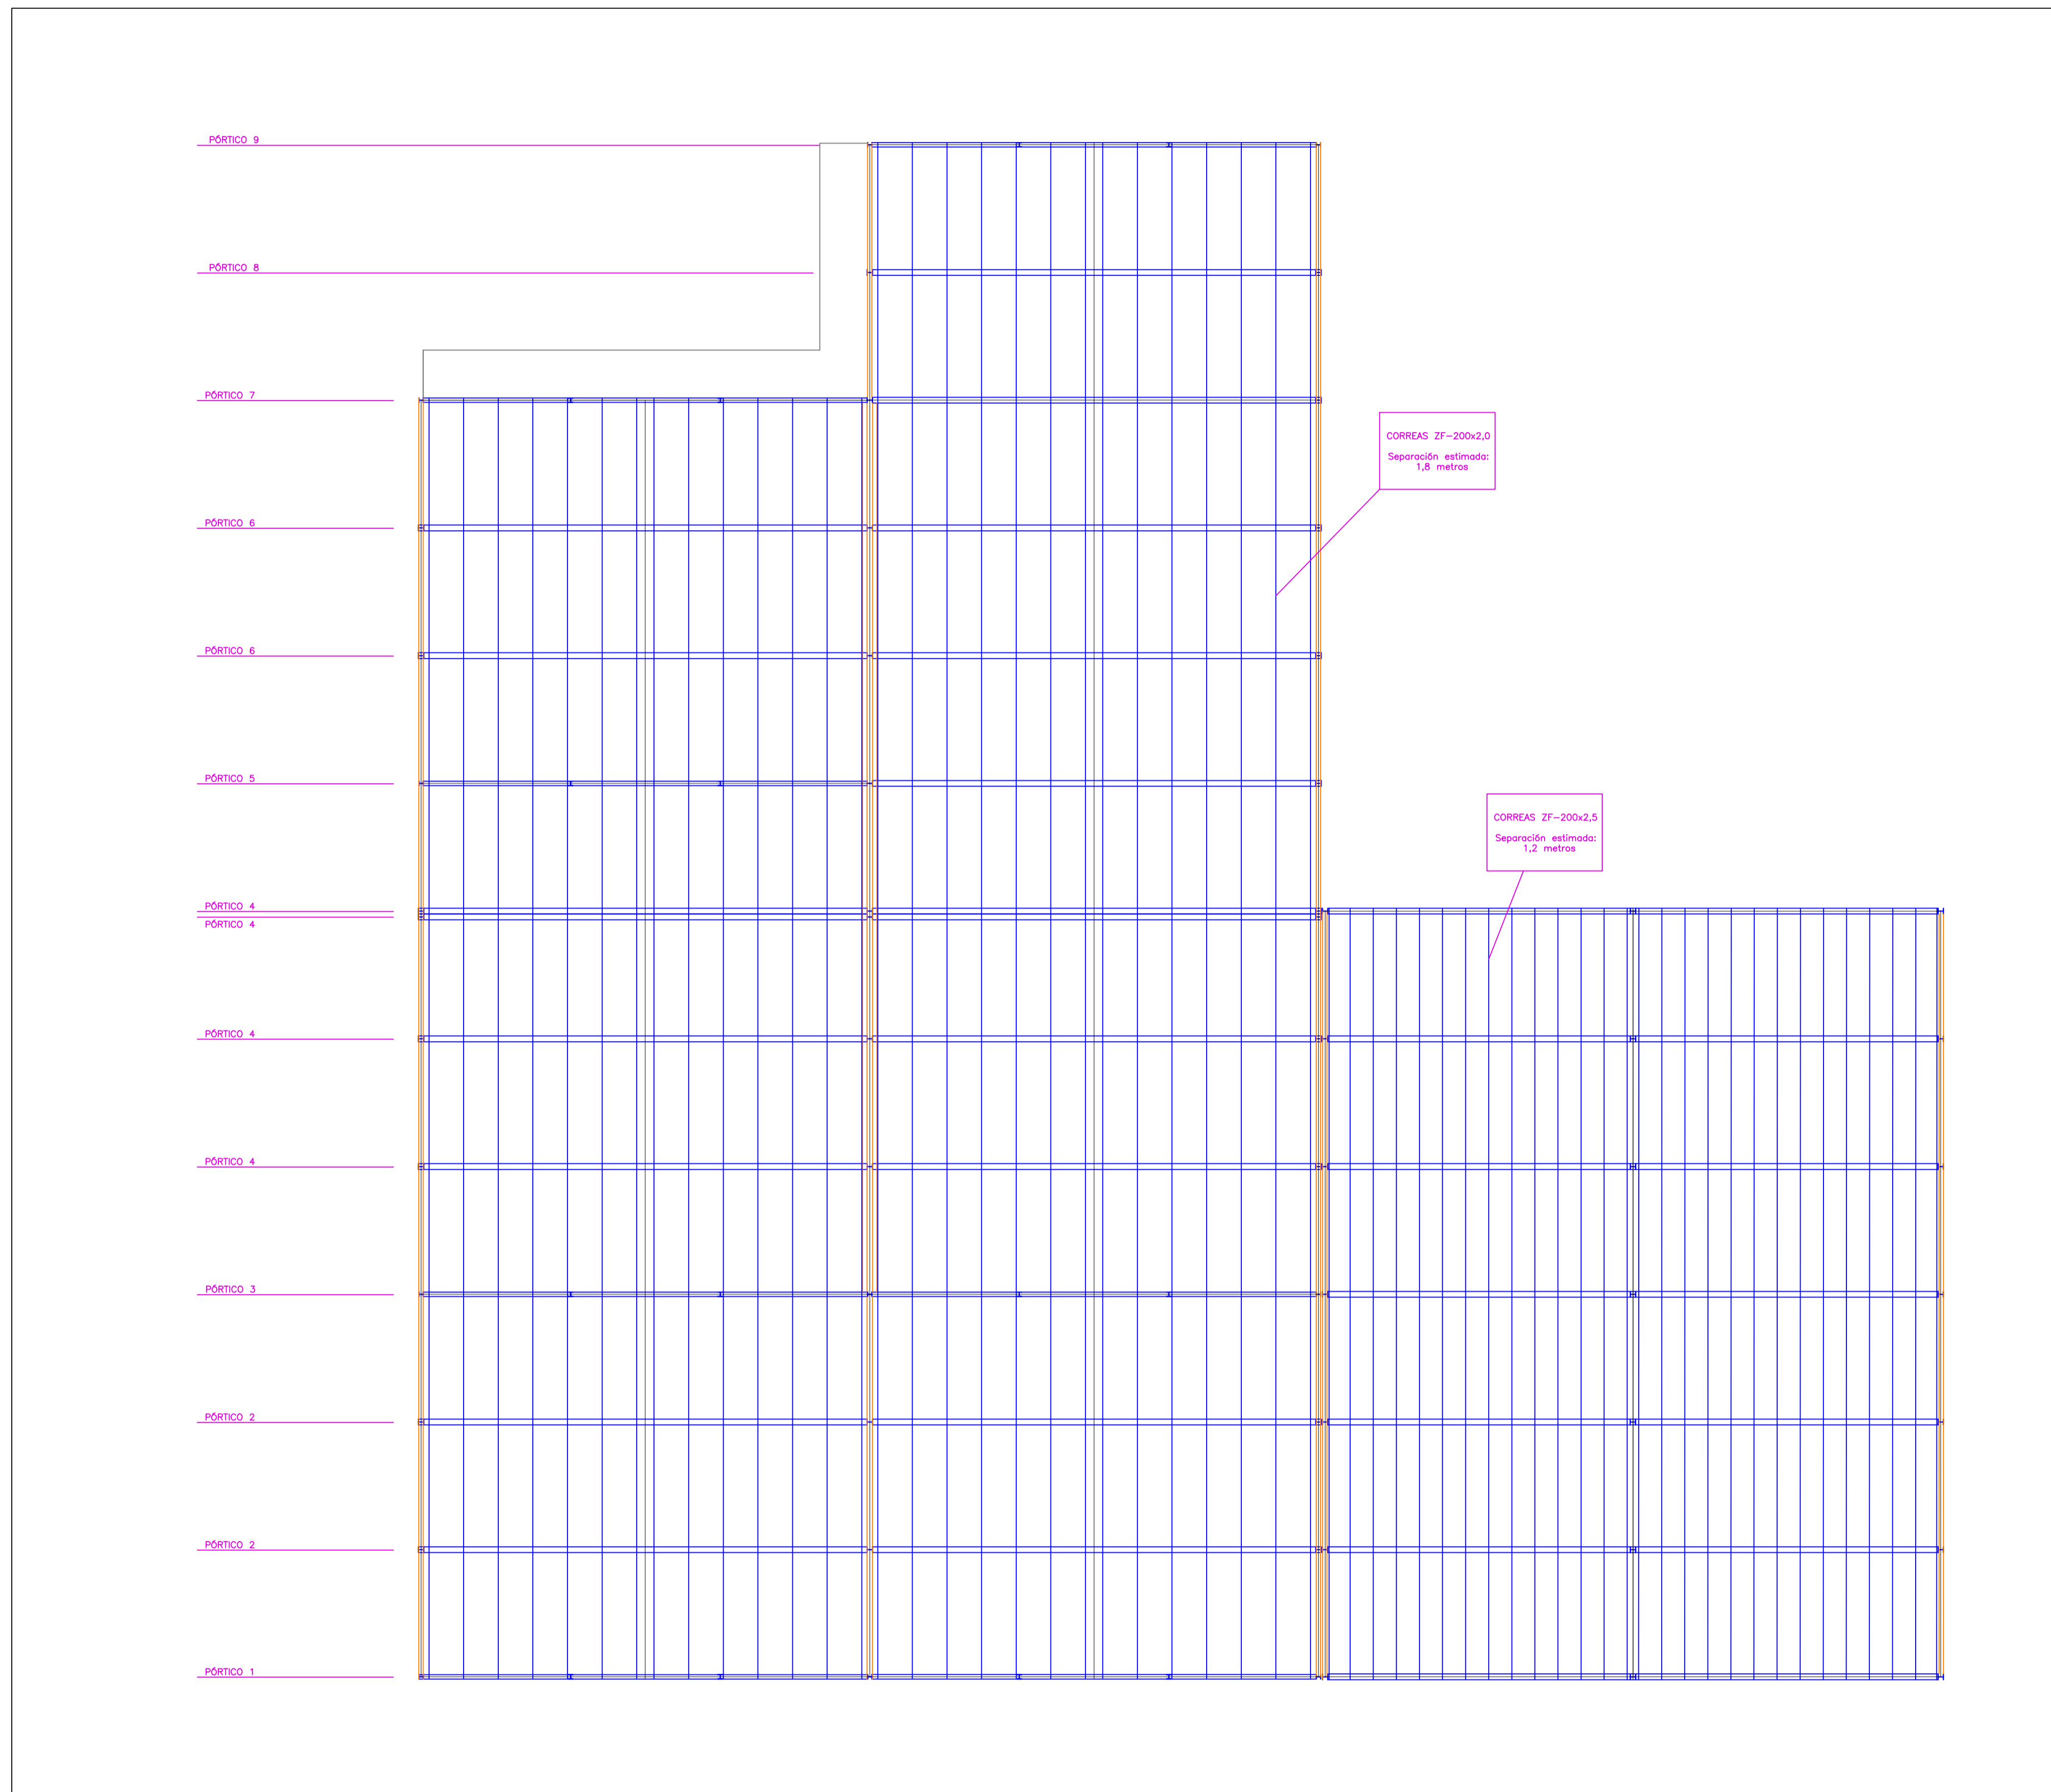 PÓRTICO 9
PÓRTICO 8
PÓRTICO 7
CORREAS ZF-200x2,0
Separación estimada:
1,8 metros
PÓRTICO 6
PÓRTICO 6
PÓRTICO 5
CORREAS ZF-200x2,5
Separación estimada:
1,2 metros
PÓRTICO 4
PÓRTICO 4
PÓRTICO 4
PÓRTICO 4
PÓRTICO 3
PÓRTICO 2
PÓRTICO 2
PÓRTICO 1